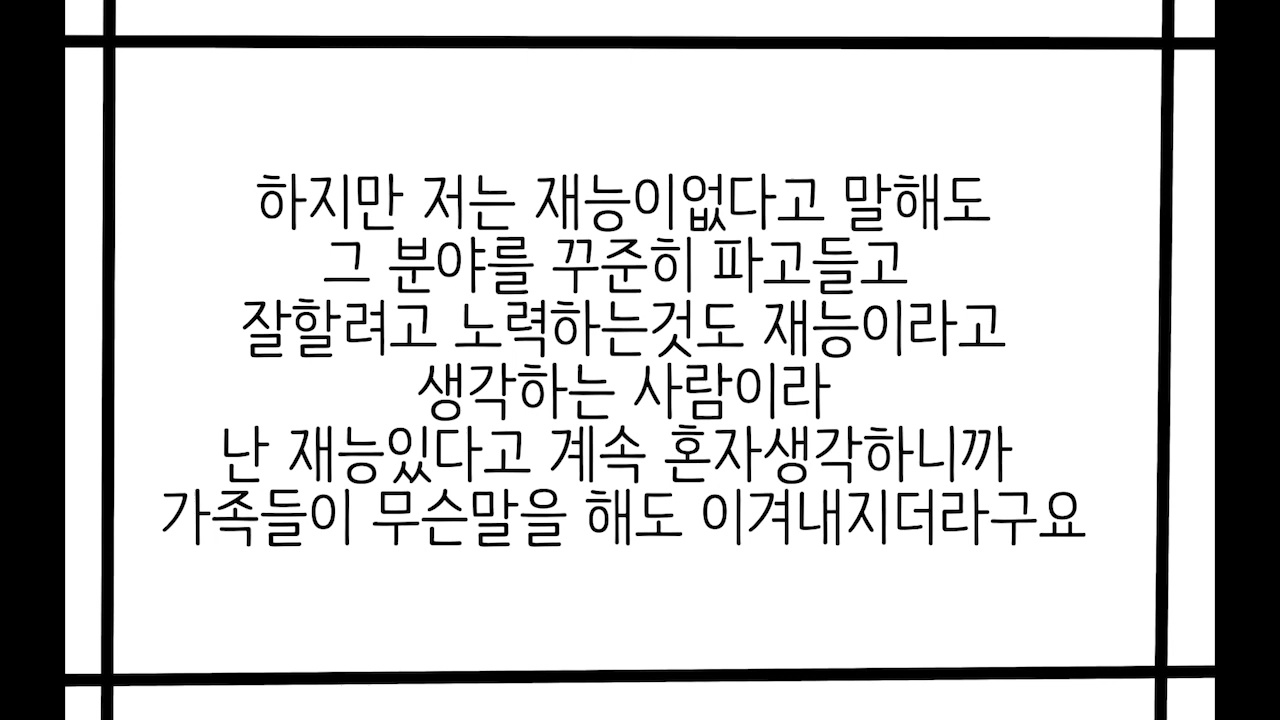 하지만 저는 재능이없다고 말해도
그 분야를 꾸준히 파고들고
잘할려고 노력하는것도 재능이라고
생각하는 사람이라
난 재능있다고 계속 혼자생각하니까
가족들이 무슨말을 해도 이겨내지더라구요